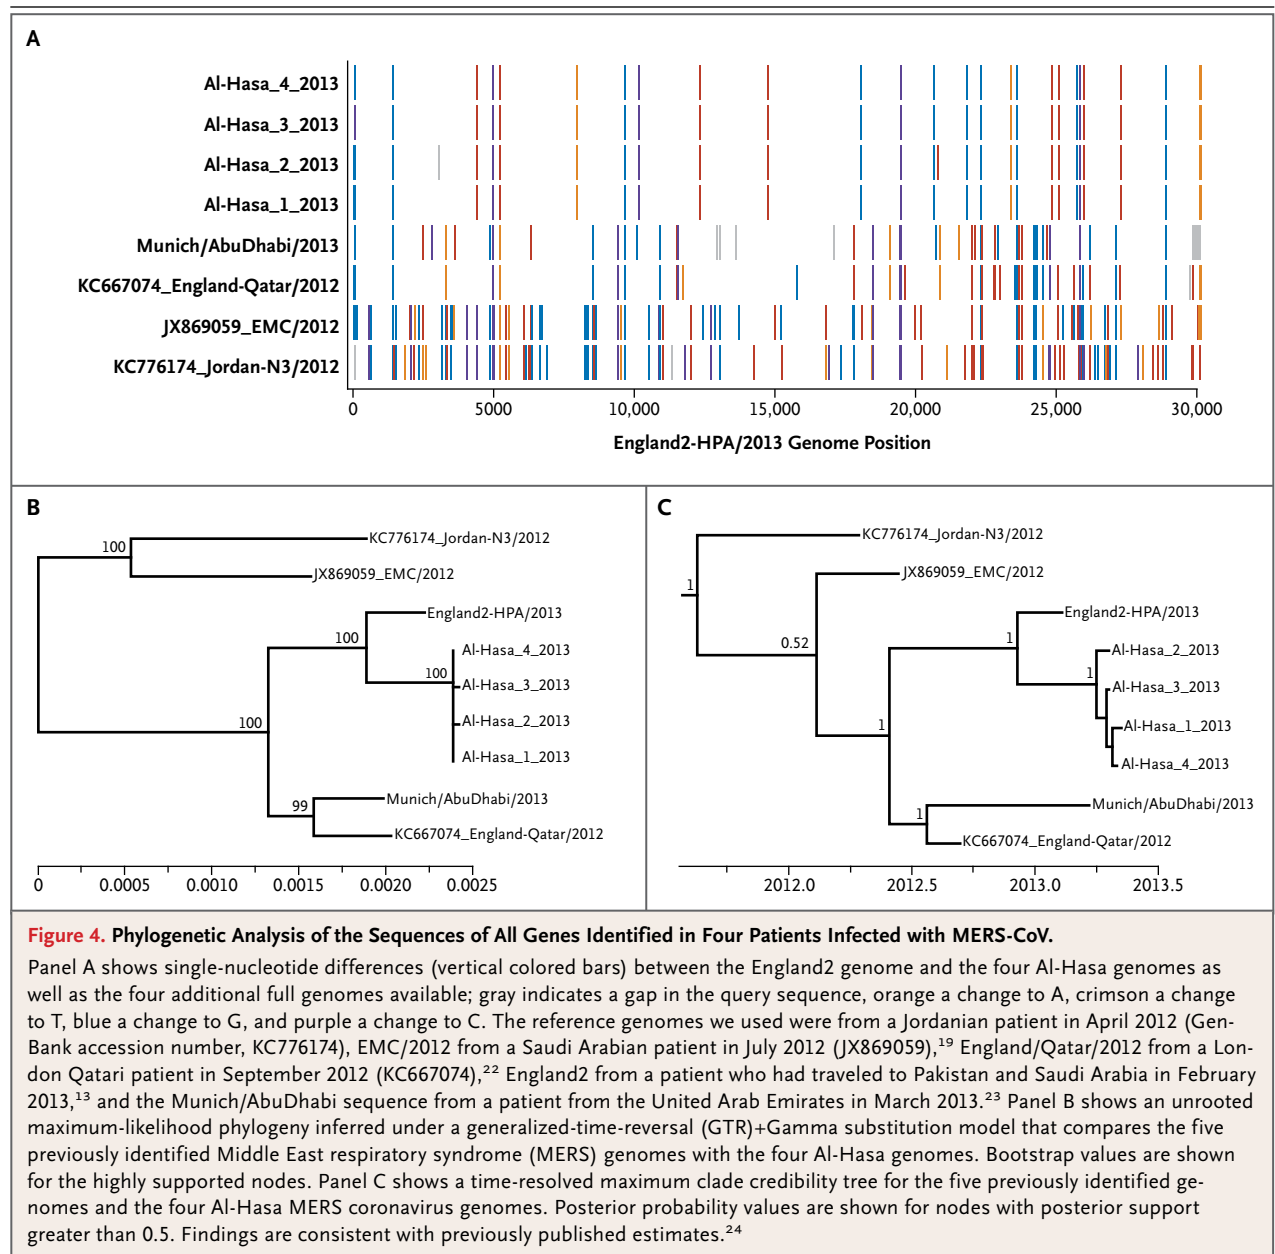 A
Al-Hasa_4_2013
Al-Hasa_3_2013
Al-Hasa_2_2013
Al-Hasa_1_2013
Munich/AbuDhabi/2013
KC667074_England-Qatar/2012
JX869059_EMC/2012
KC776174_Jordan-N3/2012
0 5000 10,000 15,000 20,000 25,000 30,000
England2-HPA/2013 Genome Position
B
KC776174_Jordan-N3/2012
100
JX869059_EMC/2012
England2-HPA/2013
100
Al-Hasa_4_2013
100
Al-Hasa_3_2013
Al-Hasa_2_2013
100
Al-Hasa_1_2013
Munich/AbuDhabi/2013
99
KC667074_England-Qatar/2012
0 0.0005 0.0010 0.0015 0.0020 0.0025
C
KC776174_Jordan-N3/2012
JX869059_EMC/2012
1
England2-HPA/2013
0.52
1
Al-Hasa_2_2013
1
Al-Hasa_3_2013
1
Al-Hasa_1_2013
Al-Hasa_4_2013
Munich/AbuDhabi/2013
1
KC667074_England-Qatar/2012
2012.0 2012.5 2013.0 2013.5
Figure 4. Phylogenetic Analysis of the Sequences of All Genes Identified in Four Patients Infected with MERS-CoV.
Panel A shows single-nucleotide differences (vertical colored bars) between the England2 genome and the four Al-Hasa genomes as
well as the four additional full genomes available; gray indicates a gap in the query sequence, orange a change to A, crimson a change
to T, blue a change to G, and purple a change to C. The reference genomes we used were from a Jordanian patient in April 2012 (Gen-
Bank accession number, KC776174), EMC/2012 from a Saudi Arabian patient in July 2012 (JX869059),¹⁹ England/Qatar/2012 from a Lon-
don Qatari patient in September 2012 (KC667074),²² England2 from a patient who had traveled to Pakistan and Saudi Arabia in February
2013,¹³ and the Munich/AbuDhabi sequence from a patient from the United Arab Emirates in March 2013.²³ Panel B shows an unrooted
maximum-likelihood phylogeny inferred under a generalized-time-reversal (GTR)+Gamma substitution model that compares the five
previously identified Middle East respiratory syndrome (MERS) genomes with the four Al-Hasa genomes. Bootstrap values are shown
for the highly supported nodes. Panel C shows a time-resolved maximum clade credibility tree for the five previously identified ge-
nomes and the four Al-Hasa MERS coronavirus genomes. Posterior probability values are shown for nodes with posterior support
greater than 0.5. Findings are consistent with previously published estimates.²⁴